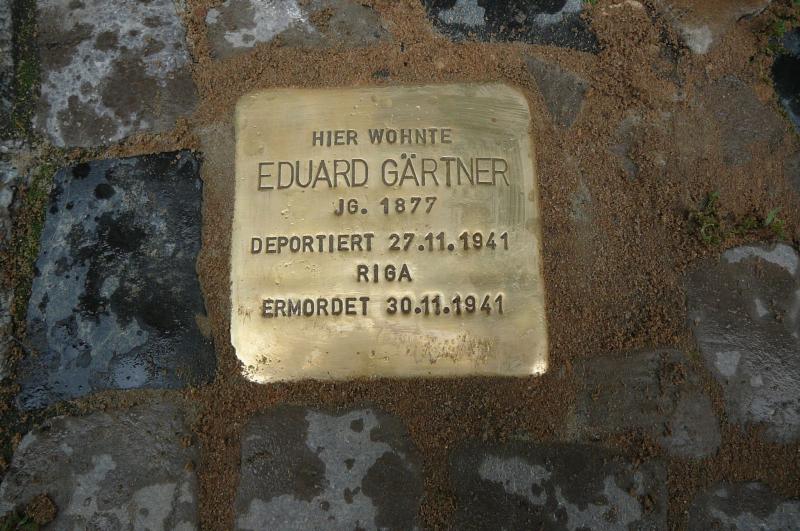 HIER WOHNTE
EDUARD GÄRTNER
JG. 1877
DEPORTIERT 27.11.1941
RIGA
ERMORDET 30.11.1941